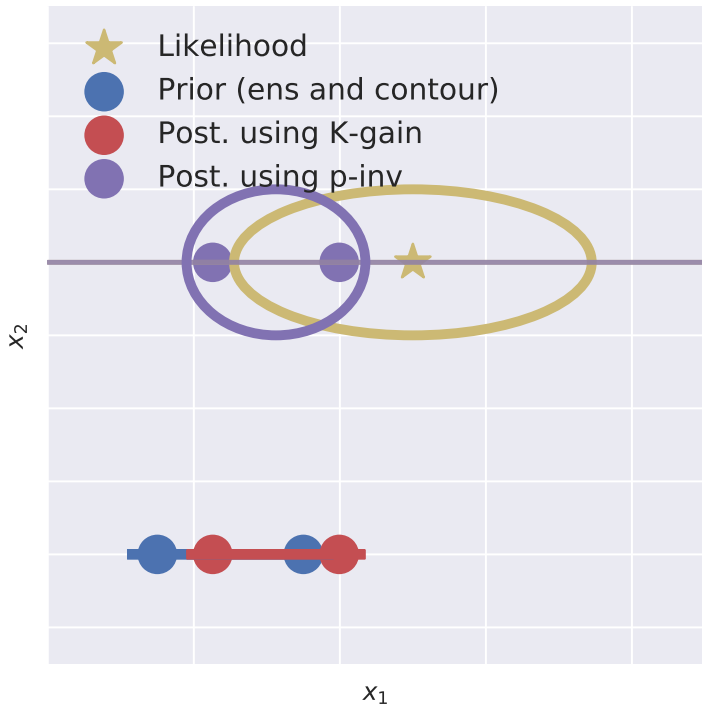 Likelihood
Prior (ens and contour)
Post. using K-gain
Post. using p-inv
x₂
x₁